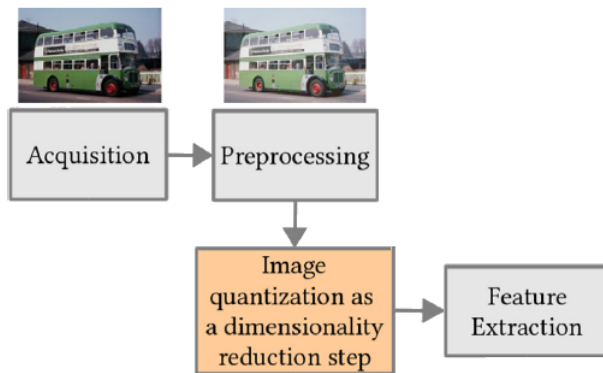 Acquisition
Preprocessing
Image
quantization as
a dimensionality
reduction step
Feature
Extraction